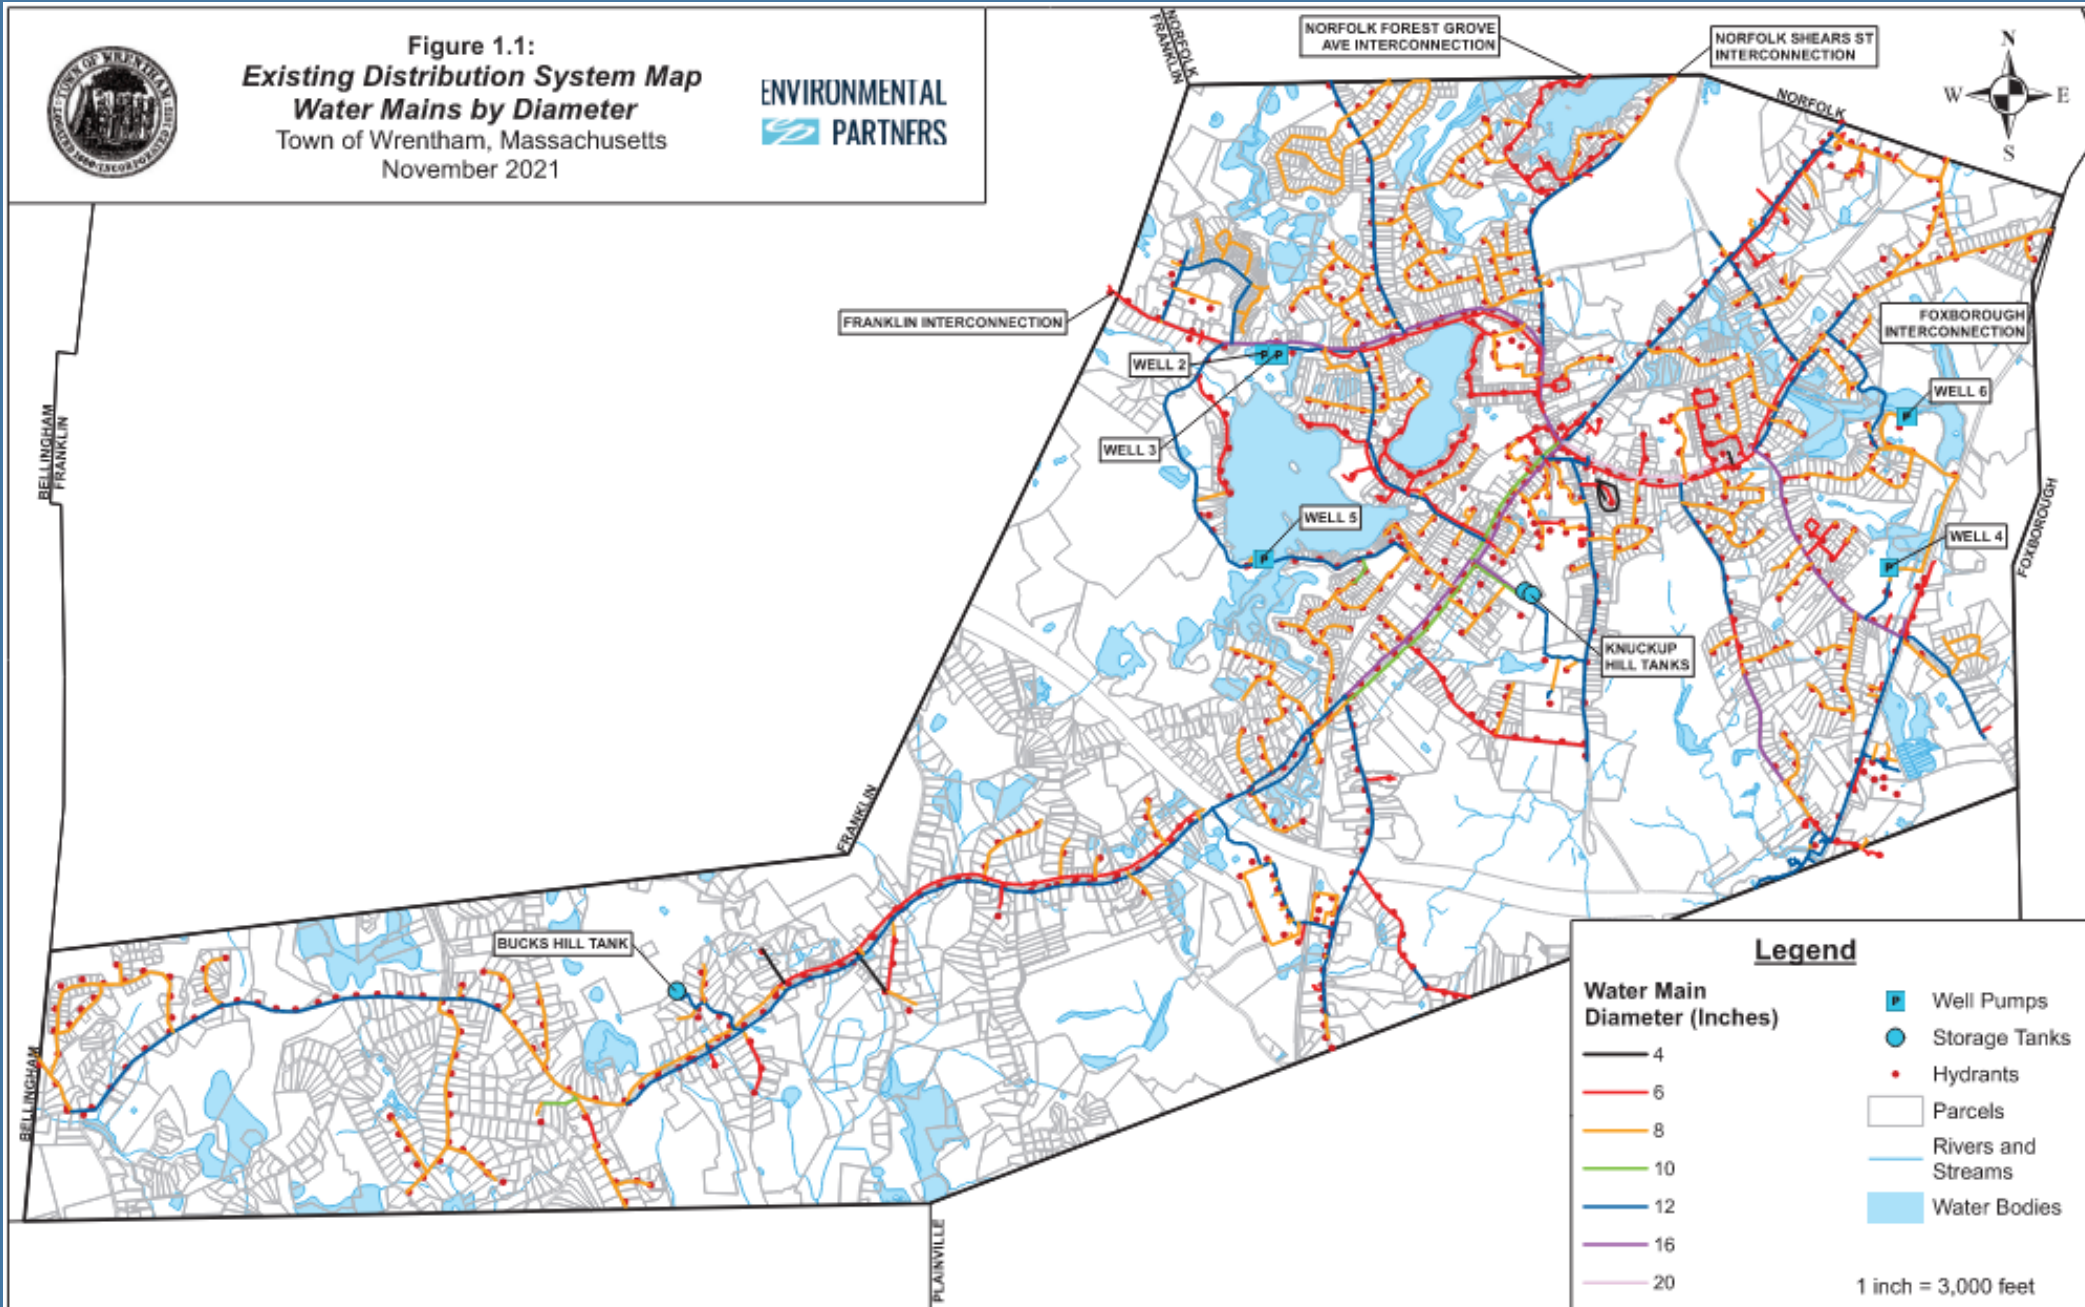 Figure 1.1:
Existing Distribution System Map
Water Mains by Diameter
Town of Wrentham, Massachusetts
November 2021
ENVIRONMENTAL
PARTNERS
NORFOLK
FRANKLIN
NORFOLK FOREST GROVE
AVE INTERCONNECTION
NORFOLK SHEARS ST
INTERCONNECTION
NORFOLK
N
W
E
S
FRANKLIN INTERCONNECTION
FOXBOROUGH
INTERCONNECTION
WELL 2
P
P
WELL 6
P
WELL 3
BELLINGHAM
FRANKLIN
WELL 5
P
WELL 4
P
FOXBOROUGH
KNUCKUP
HILL TANKS
FRANKLIN
BUCKS HILL TANK
BELLINGHAM
PLAINVILLE
Legend
Water Main
Diameter (Inches)
4
6
8
10
12
16
20
P
Well Pumps
Storage Tanks
Hydrants
Parcels
Rivers and
Streams
Water Bodies
1 inch = 3,000 feet